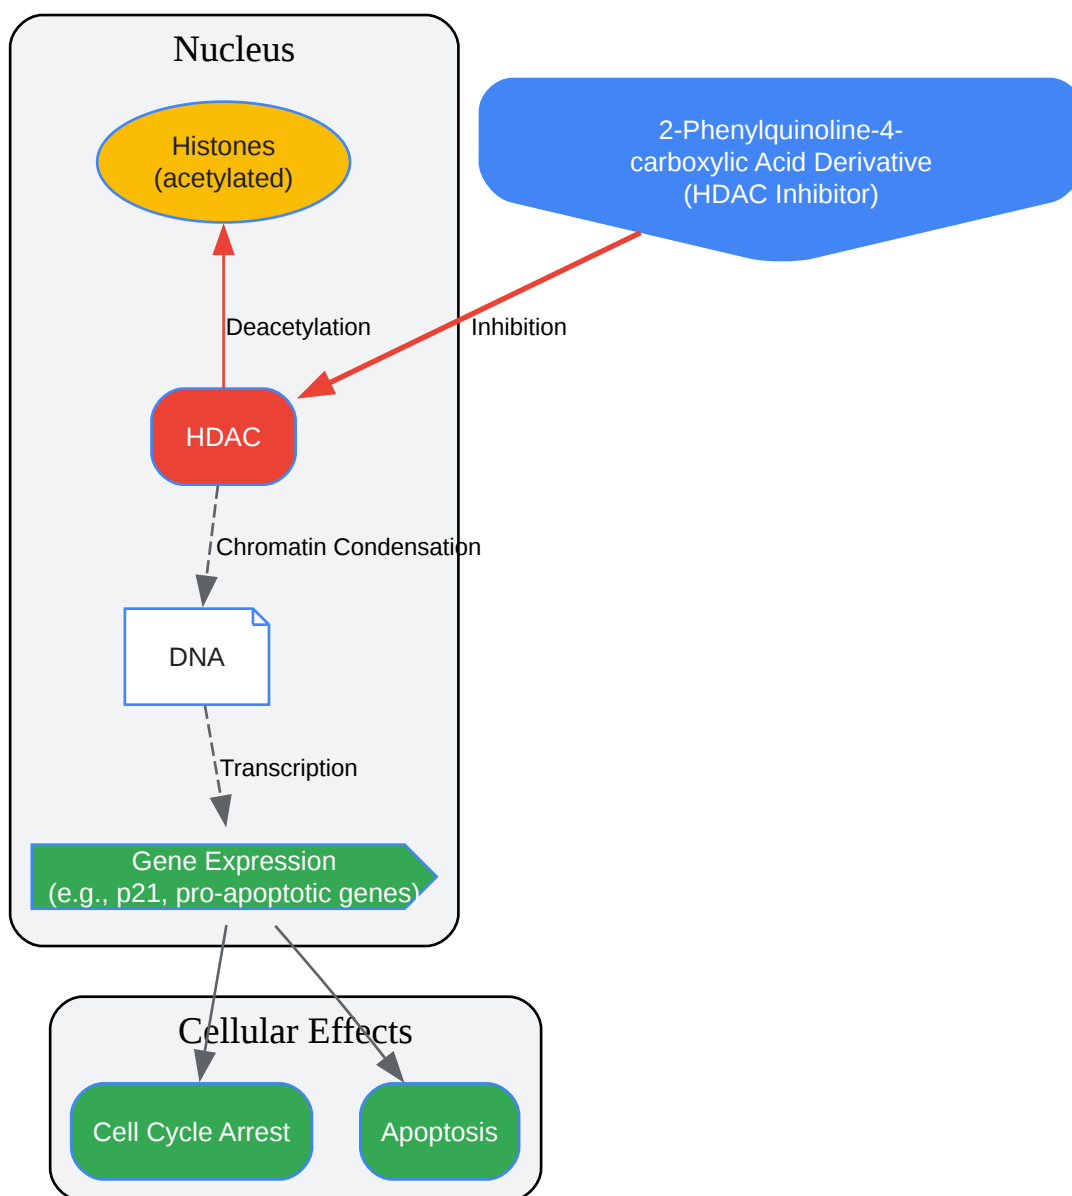 Nucleus
Histones
(acetylated)
2-Phenylquinoline-4-
carboxylic Acid Derivative
(HDAC Inhibitor)
Deacetylation
Inhibition
HDAC
Chromatin Condensation
DNA
Transcription
Gene Expression
(e.g., p21, pro-apoptotic genes)
Cellular Effects
Cell Cycle Arrest
Apoptosis